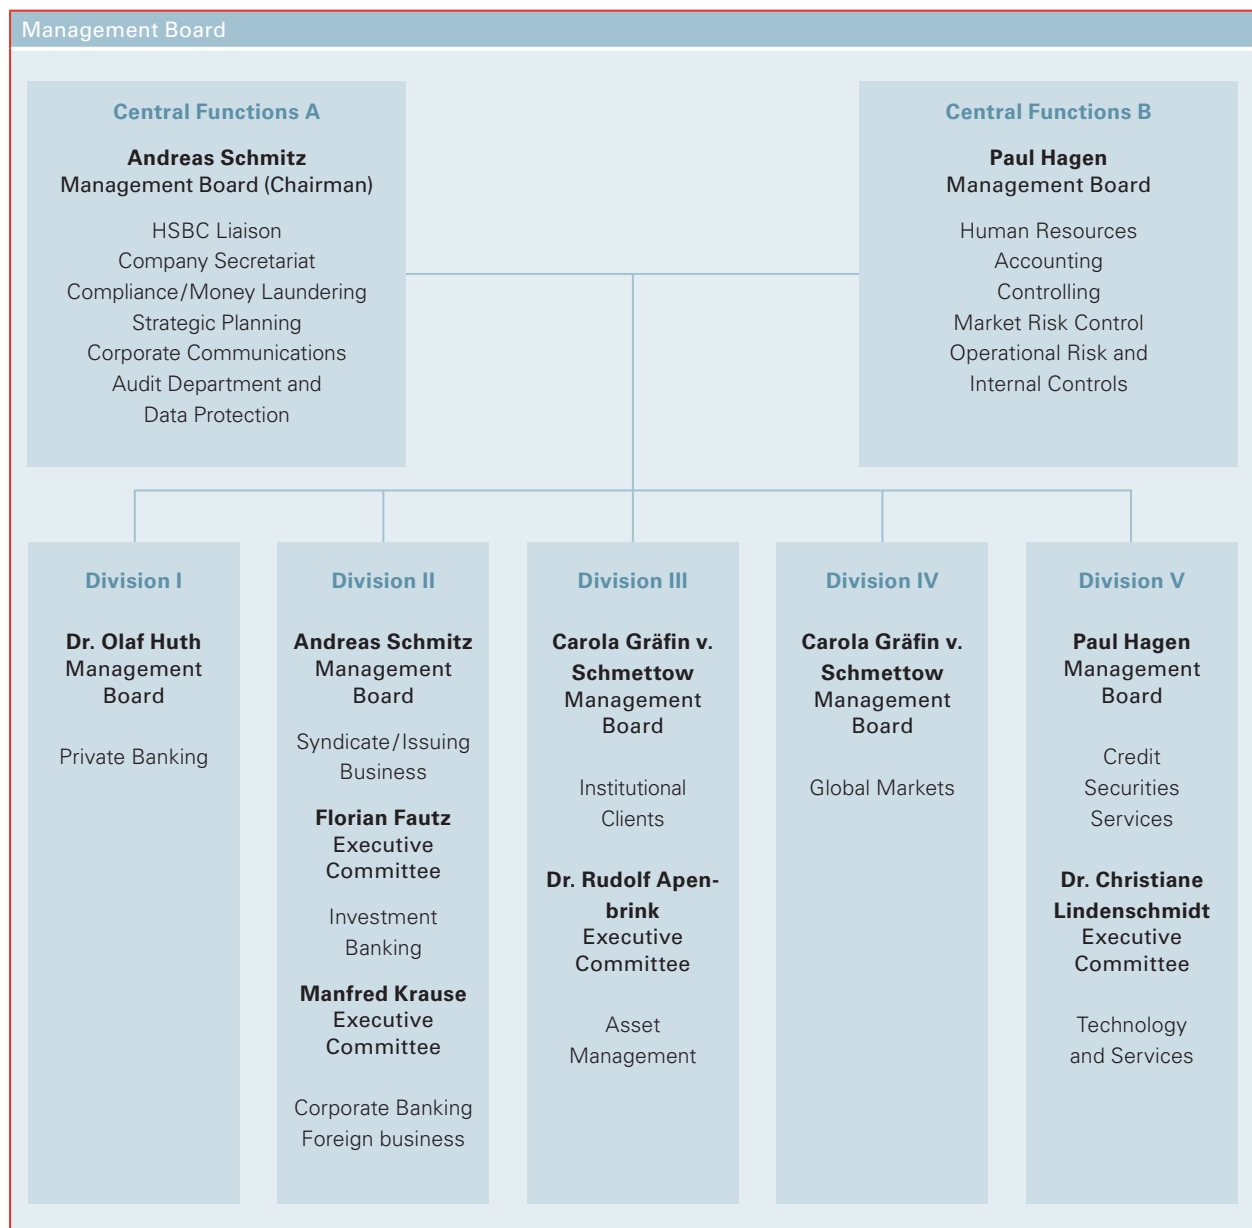 Management Board
Central Functions A
Andreas Schmitz
Management Board (Chairman)
HSBC Liaison
Company Secretariat
Compliance/Money Laundering
Strategic Planning
Corporate Communications
Audit Department and
Data Protection
Central Functions B
Paul Hagen
Management Board
Human Resources
Accounting
Controlling
Market Risk Control
Operational Risk and
Internal Controls
Division I
Dr. Olaf Huth
Management
Board
Private Banking
Division II
Andreas Schmitz
Management
Board
Syndicate/Issuing
Business
Florian Fautz
Executive
Committee
Investment
Banking
Manfred Krause
Executive
Committee
Corporate Banking
Foreign business
Division III
Carola Gräfin v.
Schmettow
Management
Board
Institutional
Clients
Dr. Rudolf Apen-
brink
Executive
Committee
Asset
Management
Division IV
Carola Gräfin v.
Schmettow
Management
Board
Global Markets
Division V
Paul Hagen
Management
Board
Credit
Securities
Services
Dr. Christiane
Lindenschmidt
Executive
Committee
Technology
and Services